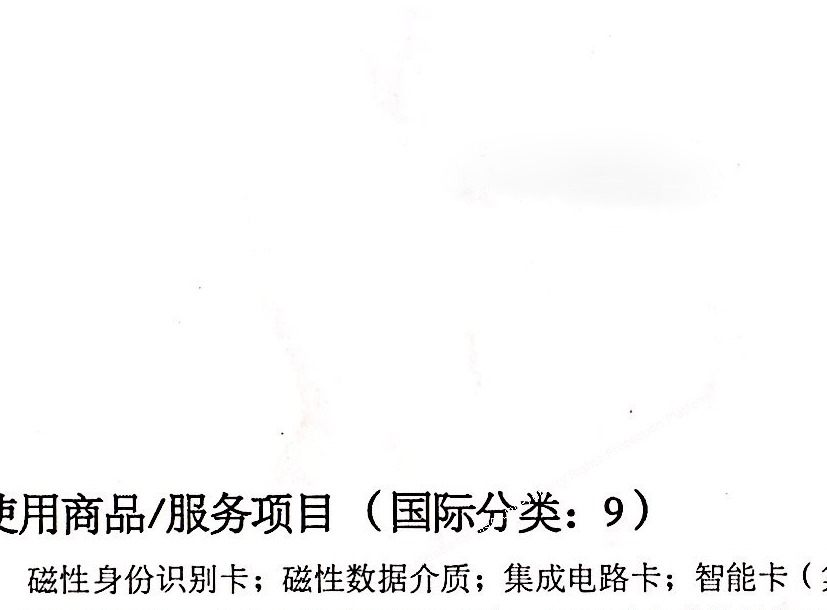 使用商品/服务项目（国际分类：9）
磁性身份识别卡；磁性数据介质；集成电路卡；智能卡（